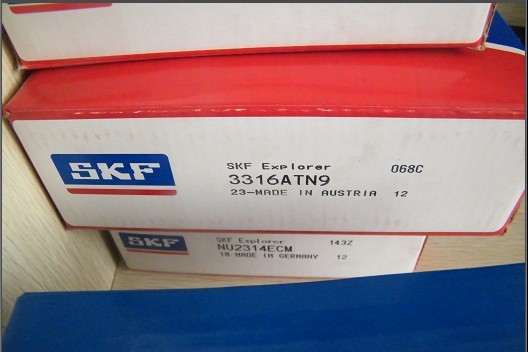 SKF
SKF Explorer 068C
3316ATN9
23-MADE IN AUSTRIA 12
SKF
SKF Explorer 143Z
NU2314ECM
18 MADE IN GERMANY 12